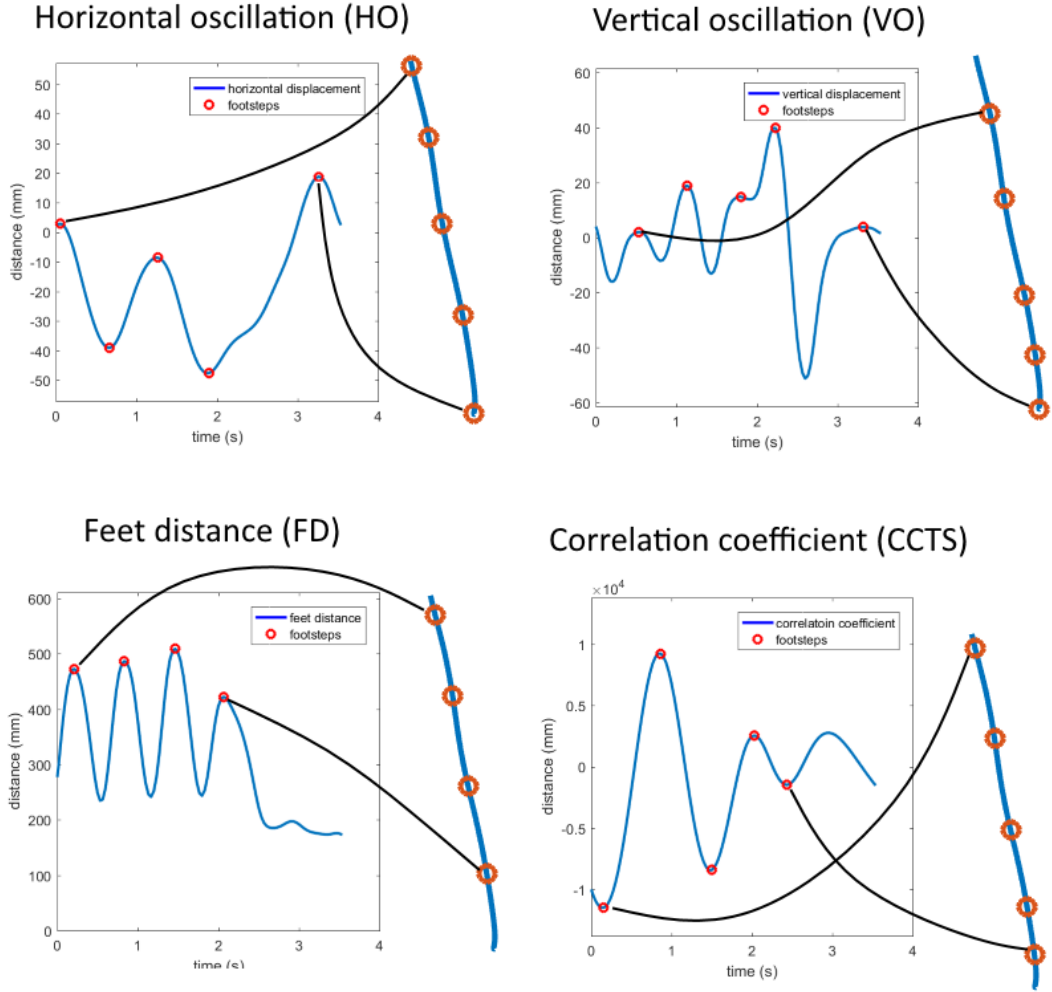 Horizontal oscillation (HO)
horizontal displacement
footsteps
50
40
30
20
10
0
-10
-20
-30
-40
-50
distance (mm)
0 1 2 3 4
time (s)
Vertical oscillation (VO)
vertical displacement
footsteps
60
40
20
0
-20
-40
-60
distance (mm)
0 1 2 3 4
time (s)
Feet distance (FD)
feet distance
footsteps
600
500
400
300
200
100
0
distance (mm)
0 1 2 3 4
time (s)
Correlation coefficient (CCTS)
×10^4
correlatoin coefficient
footsteps
1
0.5
0
-0.5
-1
distance (mm)
0 1 2 3 4
time (s)